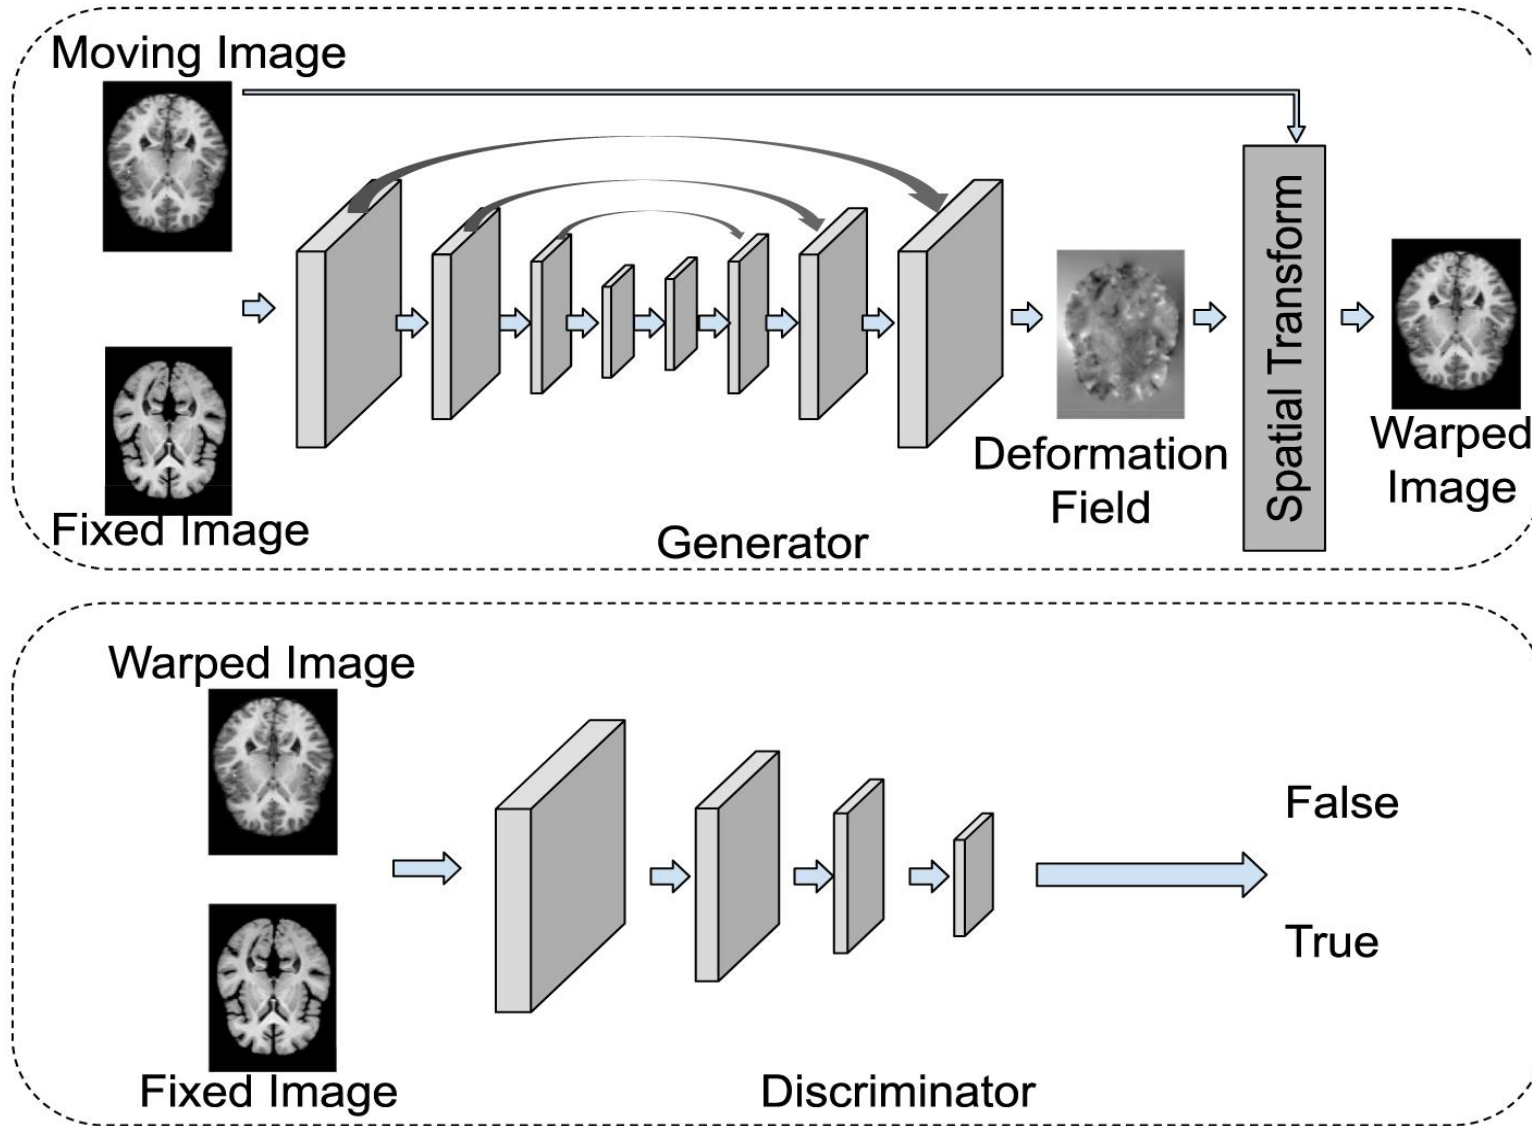 Moving Image
Fixed Image
Generator
Deformation
Field
Spatial Transform
Warped
Image
Warped Image
Fixed Image
Discriminator
False
True